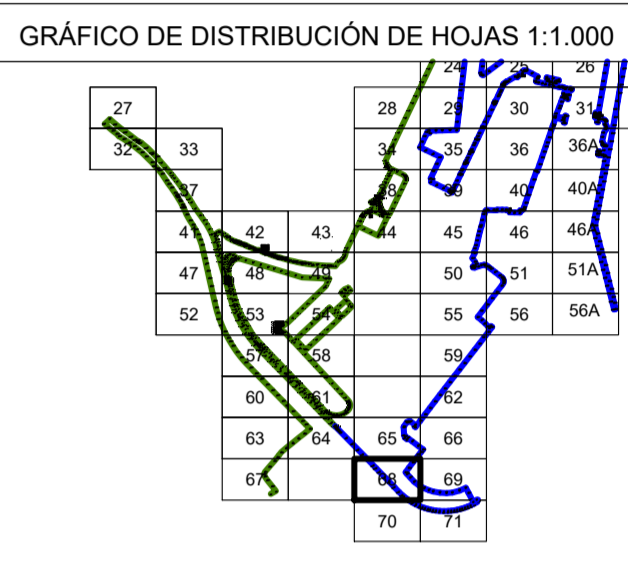 GRÁFICO DE DISTRIBUCIÓN DE HOJAS 1:1.000
24 25 26
27 28 29 30 31
32 33 34 35 36 36A
37 38 39 40 40A
41 42 43 44 45 46 46A
47 48 49 50 51 51A
52 53 54 55 56 56A
57 58 59
60 61 62
63 64 65 66
67 68 69
70 71